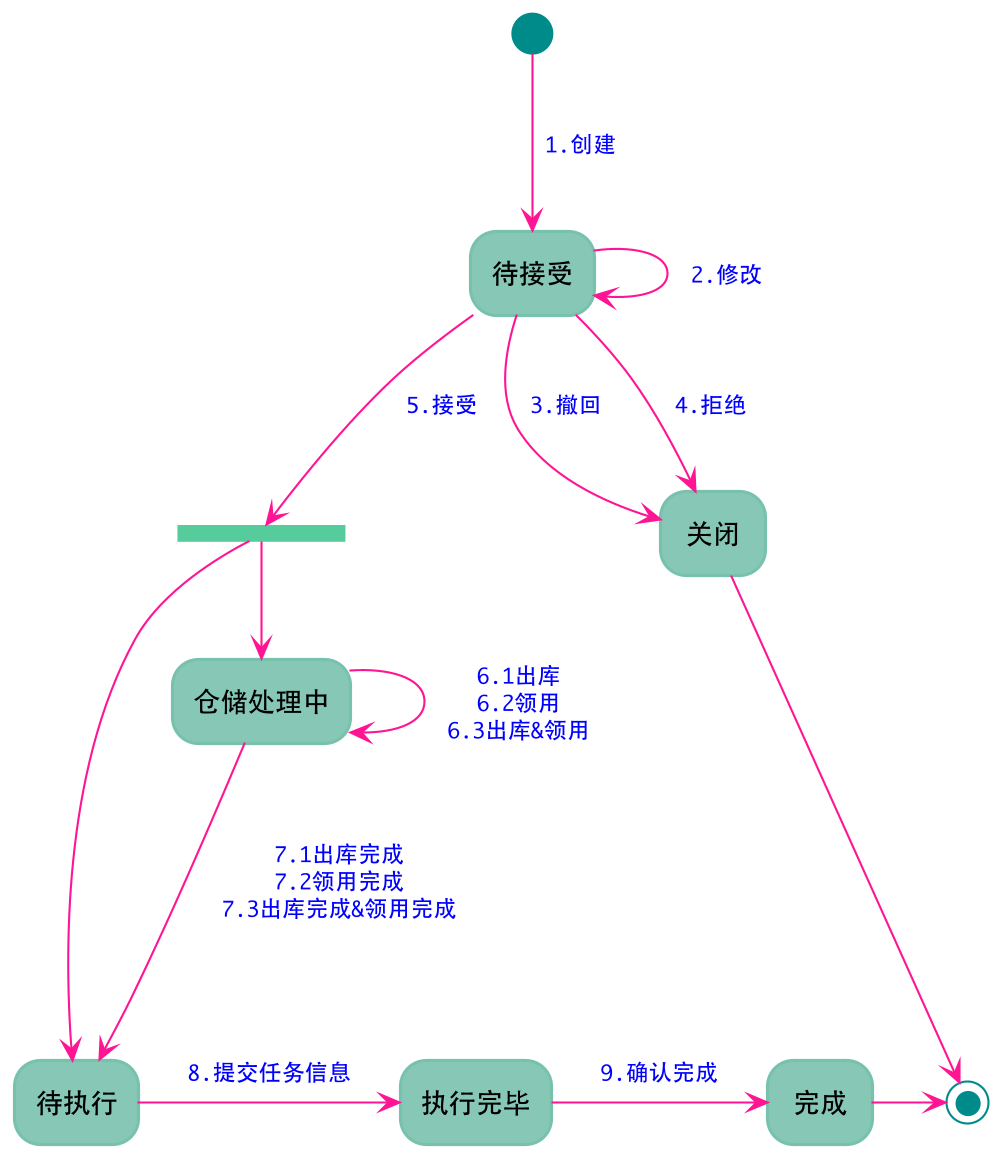 1.创建
待接受
2.修改
5.接受
3.撤回
4.拒绝
关闭
仓储处理中
6.1出库
6.2领用
6.3出库&领用
7.1出库完成
7.2领用完成
7.3出库完成&领用完成
待执行
8.提交任务信息
执行完毕
9.确认完成
完成